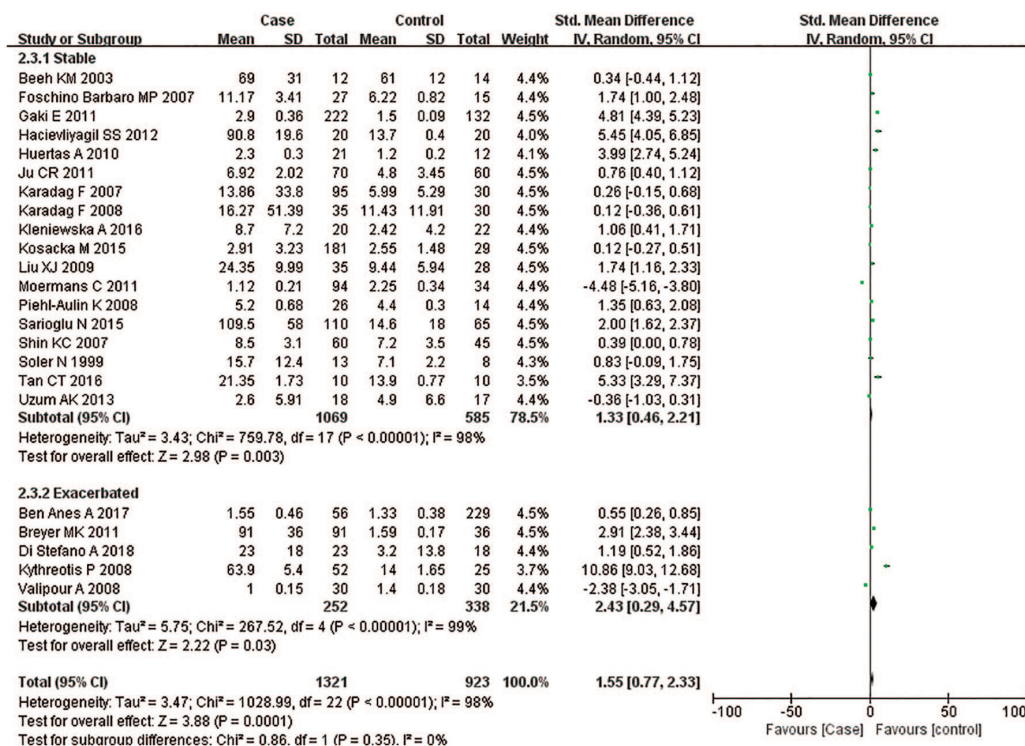 Case Control Std. Mean Difference Std. Mean Difference
Study or Subgroup Mean SD Total Mean SD Total Weight IV, Random, 95% CI IV, Random, 95% CI
2.3.1 Stable
Beeh KM 2003 69 31 12 61 12 14 4.4% 0.34 [-0.44, 1.12]
Foschino Barbaro MP 2007 11.17 3.41 27 6.22 0.82 15 4.4% 1.74 [1.00, 2.48]
Gaki E 2011 2.9 0.36 222 1.5 0.09 132 4.5% 4.81 [4.39, 5.23]
Hacievliyagil SS 2012 90.8 19.6 20 13.7 0.4 20 4.0% 5.45 [4.05, 6.85]
Huertas A 2010 2.3 0.3 21 1.2 0.2 12 4.1% 3.99 [2.74, 5.24]
Ju CR 2011 6.92 2.02 70 4.8 3.45 60 4.5% 0.76 [0.40, 1.12]
Karadag F 2007 13.86 33.8 95 5.99 5.29 30 4.5% 0.26 [-0.15, 0.68]
Karadag F 2008 16.27 51.39 35 11.43 11.91 30 4.5% 0.12 [-0.36, 0.61]
Kleniewska A 2016 8.7 7.2 20 2.42 4.2 22 4.4% 1.06 [0.41, 1.71]
Kosacka M 2015 2.91 3.23 181 2.55 1.48 29 4.5% 0.12 [-0.27, 0.51]
Liu XJ 2009 24.35 9.99 35 9.44 5.94 28 4.5% 1.74 [1.16, 2.33]
Moermans C 2011 1.12 0.21 94 2.25 0.34 34 4.4% -4.48 [-5.16, -3.80]
Piehl-Aulin K 2008 5.2 0.68 26 4.4 0.3 14 4.4% 1.35 [0.63, 2.08]
Sarioglu N 2015 109.5 58 110 14.6 18 65 4.5% 2.00 [1.62, 2.37]
Shin KC 2007 8.5 3.1 60 7.2 3.5 45 4.5% 0.39 [0.00, 0.78]
Soler N 1999 15.7 12.4 13 7.1 2.2 8 4.3% 0.83 [-0.09, 1.75]
Tan CT 2016 21.35 1.73 10 13.9 0.77 10 3.5% 5.33 [3.29, 7.37]
Uzum AK 2013 2.6 5.91 18 4.9 6.6 17 4.4% -0.36 [-1.03, 0.31]
Subtotal (95% CI) 1069 585 78.5% 1.33 [0.46, 2.21]
Heterogeneity: Tau² = 3.43; Chi² = 759.78, df = 17 (P < 0.00001); I² = 98%
Test for overall effect: Z = 2.98 (P = 0.003)
2.3.2 Exacerbated
Ben Anes A 2017 1.55 0.46 56 1.33 0.38 229 4.5% 0.55 [0.26, 0.85]
Breyer MK 2011 91 36 91 1.59 0.17 36 4.5% 2.91 [2.38, 3.44]
Di Stefano A 2018 23 18 23 3.2 13.8 18 4.4% 1.19 [0.52, 1.86]
Kythreotis P 2008 63.9 5.4 52 14 1.65 25 3.7% 10.86 [9.03, 12.68]
Valipour A 2008 1 0.15 30 1.4 0.18 30 4.4% -2.38 [-3.05, -1.71]
Subtotal (95% CI) 252 338 21.5% 2.43 [0.29, 4.57]
Heterogeneity: Tau² = 5.75; Chi² = 267.52, df = 4 (P < 0.00001); I² = 99%
Test for overall effect: Z = 2.22 (P = 0.03)
Total (95% CI) 1321 923 100.0% 1.55 [0.77, 2.33]
Heterogeneity: Tau² = 3.47; Chi² = 1028.99, df = 22 (P < 0.00001); I² = 98%
Test for overall effect: Z = 3.88 (P = 0.0001)
Test for subgroup differences: Chi² = 0.86, df = 1 (P = 0.35), I² = 0%
-100 -50 0 50 100
Favours [Case] Favours [control]